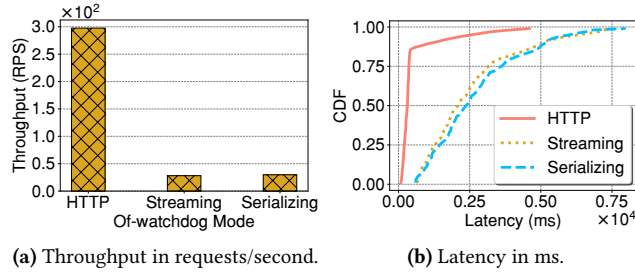 ×10²
3.0
2.5
2.0
1.5
1.0
0.5
0.0
Throughput (RPS)
HTTP Streaming Serializing
Of-watchdog Mode
(a) Throughput in requests/second.
1.00
0.75
0.50
0.25
0.00
CDF
HTTP
Streaming
Serializing
0.00 0.25 0.50 0.75
Latency (ms) ×10⁴
(b) Latency in ms.